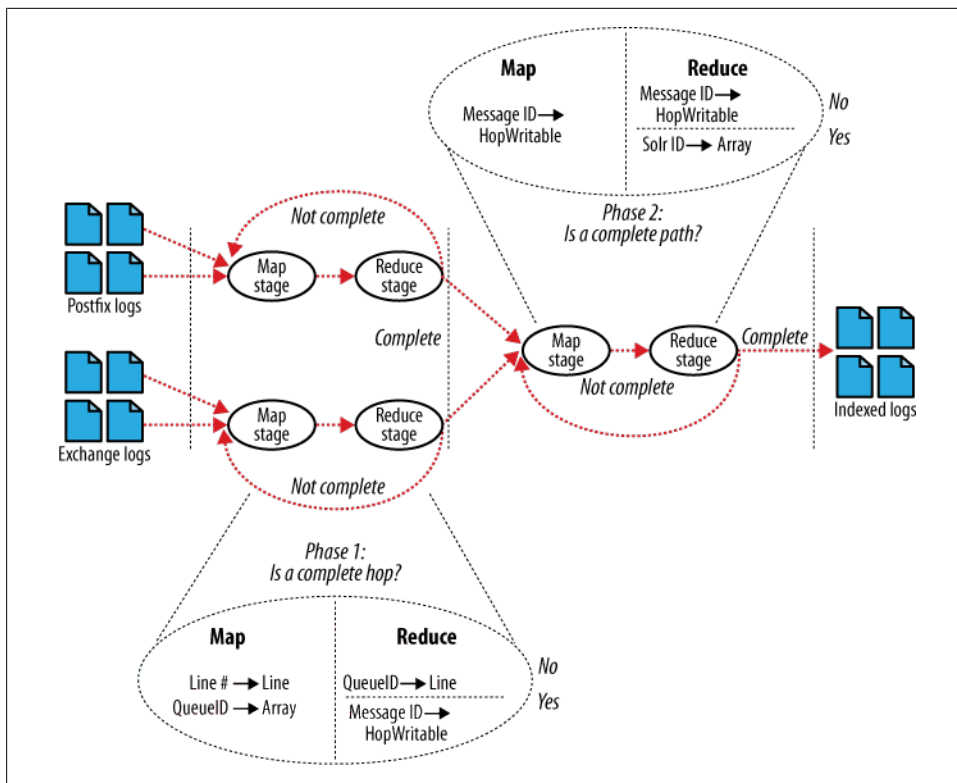 Map
Reduce
Message ID→
HopWritable
Message ID→
HopWritable
No
Yes
Solr ID→Array
Phase 2:
Is a complete path?
Not complete
Map
stage
Reduce
stage
Postfix logs
Complete
Map
stage
Reduce
stage
Complete
Not complete
Indexed logs
Map
stage
Reduce
stage
Exchange logs
Not complete
Phase 1:
Is a complete hop?
Map
Reduce
Line #→Line
QueueID→Array
QueueID→Line
Message ID→
HopWritable
No
Yes